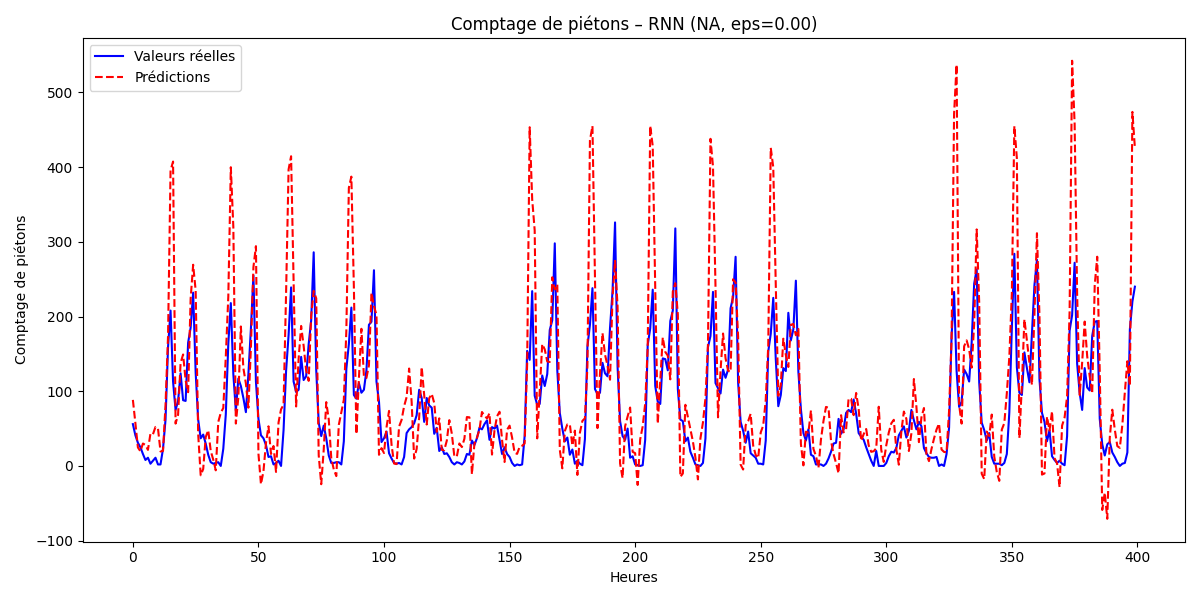 Comptage de piétons – RNN (NA, eps=0.00)
Valeurs réelles
Prédictions
Comptage de piétons
500
400
300
200
100
0
−100
0 50 100 150 200 250 300 350 400
Heures